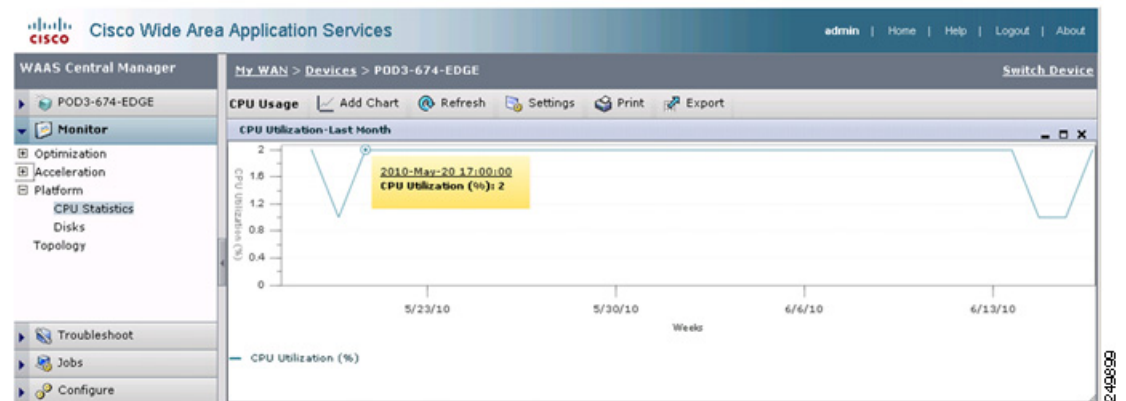 CISCO Cisco Wide Area Application Services
admin | Home | Help | Logout | About
WAAS Central Manager
My WAN > Devices > POD3-674-EDGE
Switch Device
POD3-674-EDGE
CPU Usage Add Chart Refresh Settings Print Export
Monitor
CPU Utilization-Last Month
Optimization
Acceleration
Platform
CPU Statistics
Disks
Topology
CPU Utilization (%)
2
1.6
1.2
0.8
0.4
0
2010-May-20 17:00:00
CPU Utilization (%): 2
5/23/10 5/30/10 6/6/10 6/13/10
Weeks
CPU Utilization (%)
Troubleshoot
Jobs
Configure
249899